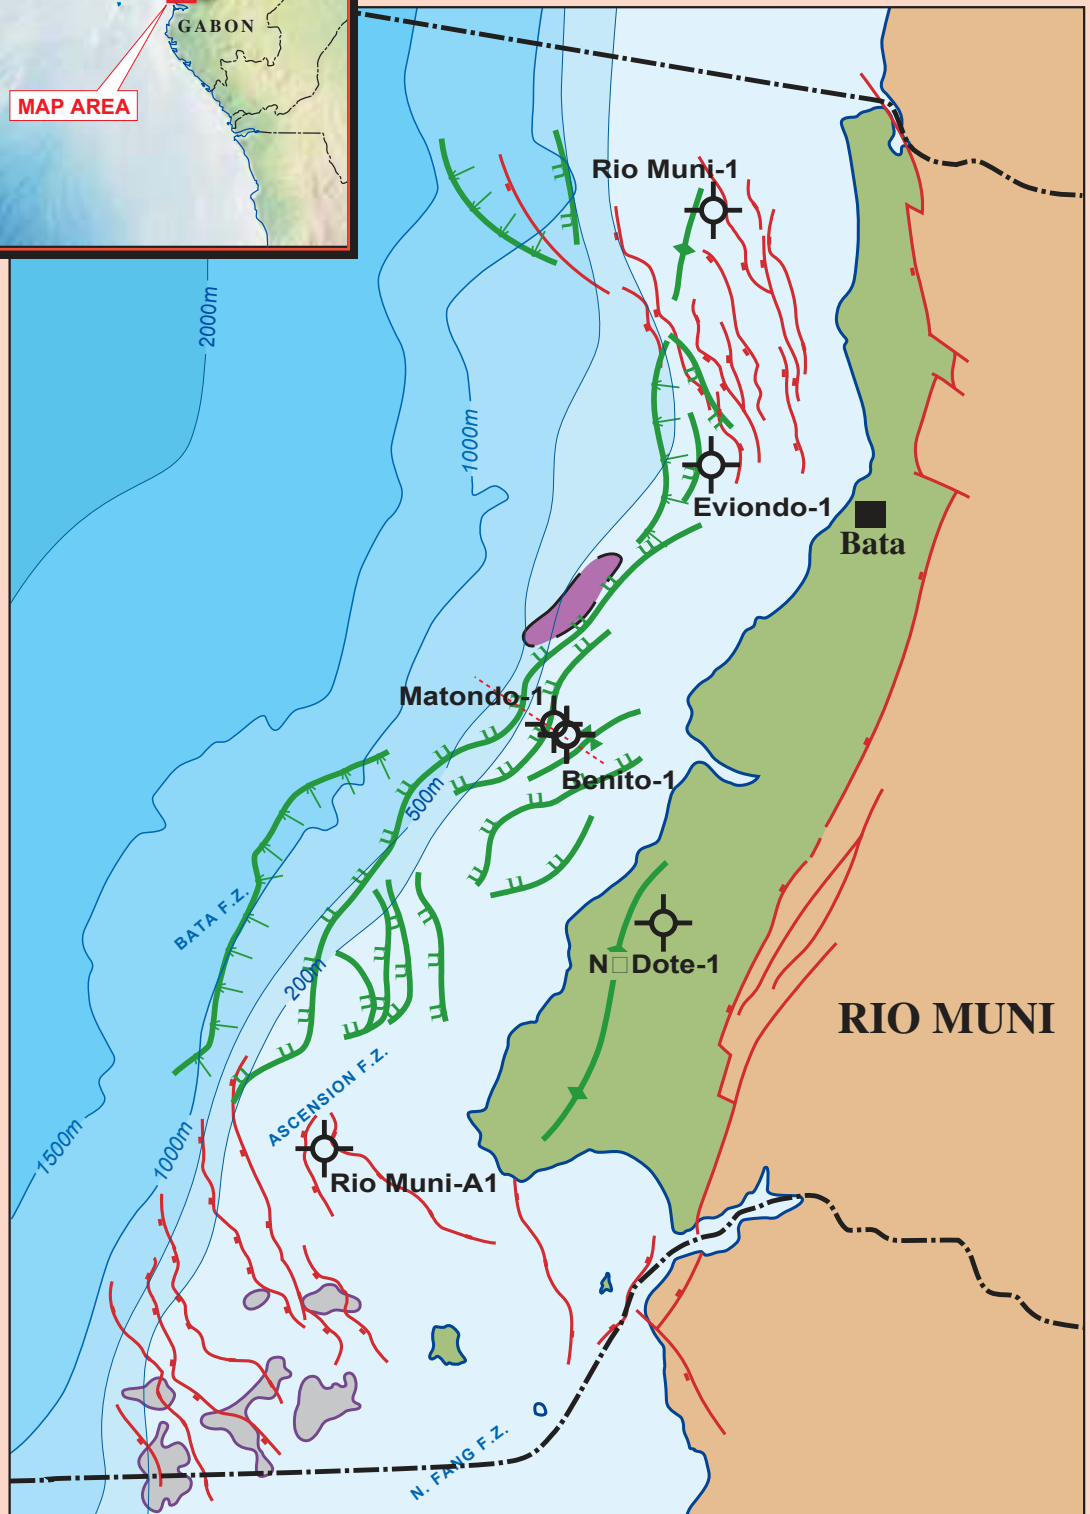 GABON
MAP AREA
Rio Muni-1
2000m
1000m
Eviondo-1
Bata
Matondo-1
Benito-1
500m
BATA F.Z.
N□Dote-1
200m
RIO MUNI
ASCENSION F.Z.
1500m
1000m
Rio Muni-A1
N. FANG F.Z.